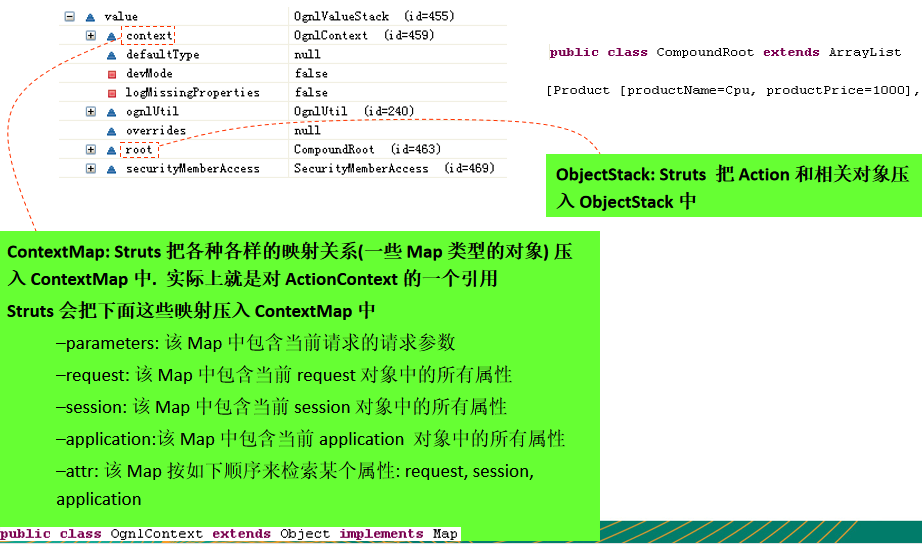 value OgnlValueStack (id=455)
context OgnlContext (id=459)
defaultType null
devMode false
logMissingProperties false
ognlUtil OgnlUtil (id=240)
overrides null
root CompoundRoot (id=463)
securityMemberAccess SecurityMemberAccess (id=469)
public class CompoundRoot extends ArrayList
[Product [productName=Cpu, productPrice=1000],
ObjectStack: Struts 把 Action 和相关对象压
入 ObjectStack 中
ContextMap: Struts 把各种各样的映射关系(一些 Map 类型的对象) 压
入 ContextMap 中. 实际上就是对 ActionContext 的一个引用
Struts 会把下面这些映射压入 ContextMap 中
–parameters: 该 Map 中包含当前请求的请求参数
–request: 该 Map 中包含当前 request 对象中的所有属性
–session: 该 Map 中包含当前 session 对象中的所有属性
–application:该 Map 中包含当前 application 对象中的所有属性
–attr: 该 Map 按如下顺序来检索某个属性: request, session,
application
public class OgnlContext extends Object implements Map